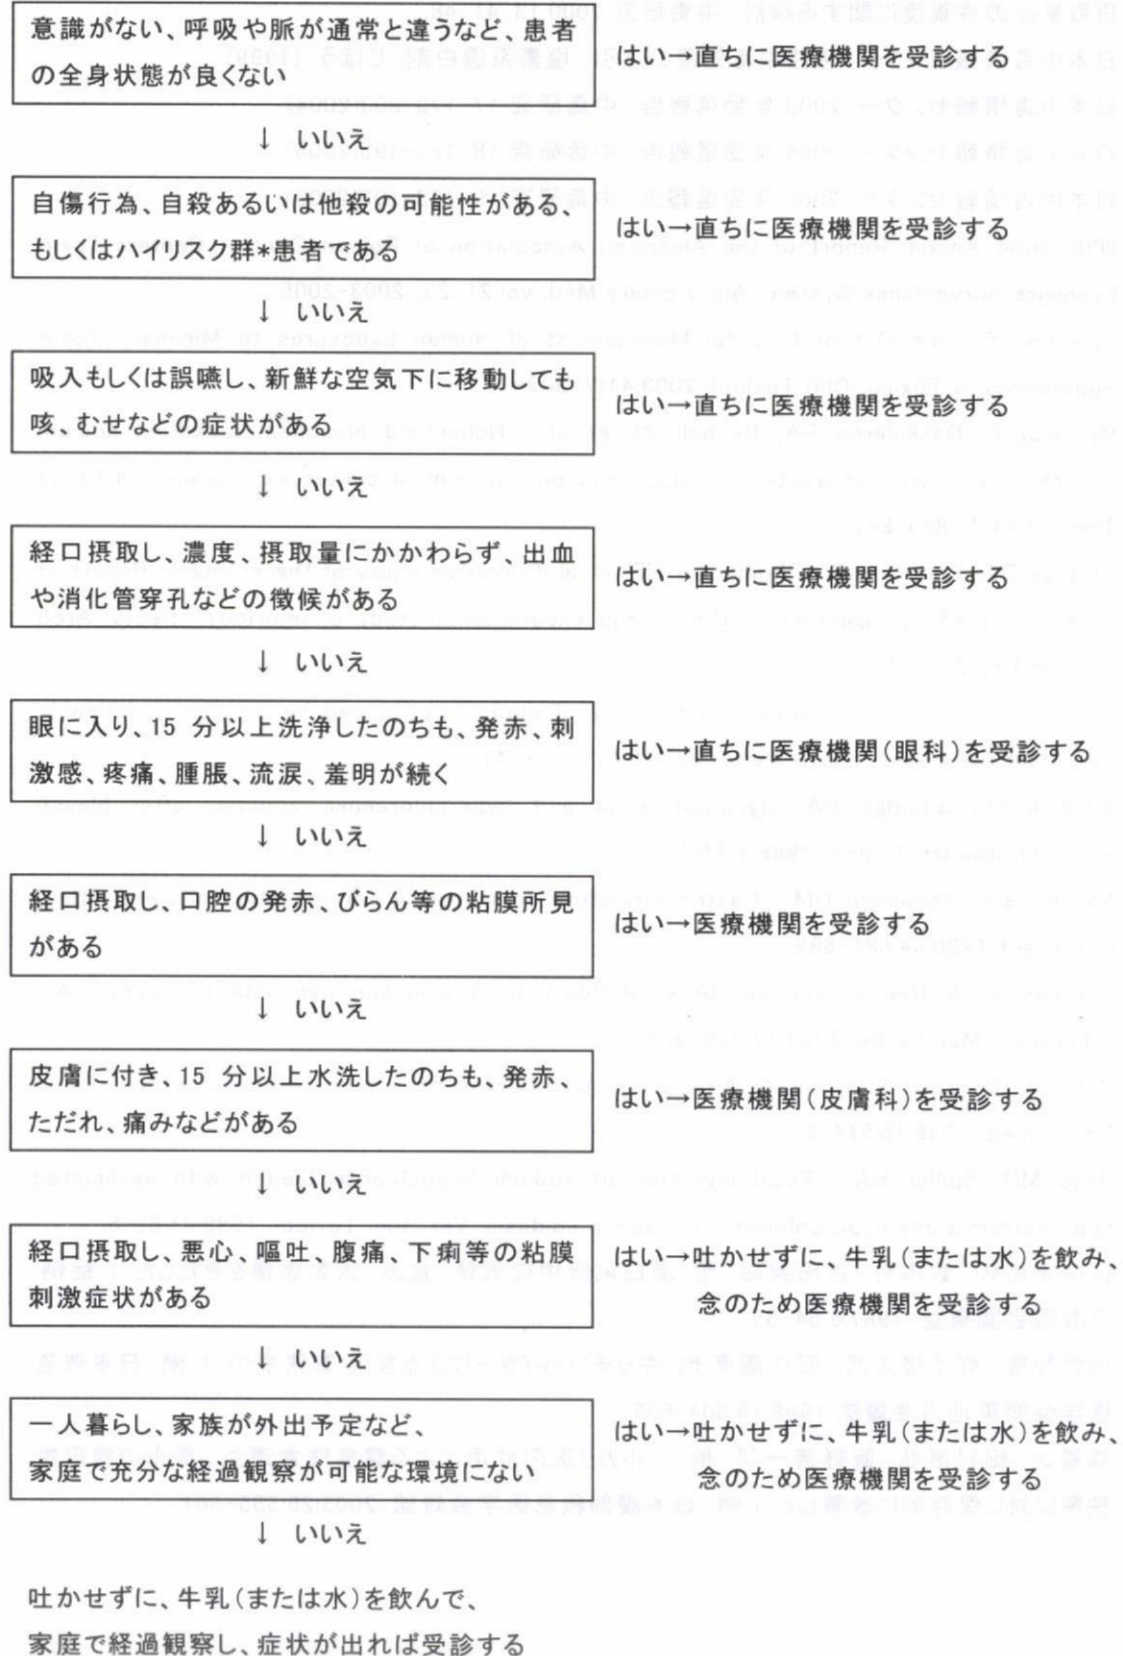 意識がない、呼吸や脈が通常と違うなど、患者
の全身状態が良くない
はい→直ちに医療機関を受診する
↓ いいえ
自傷行為、自殺あるいは他殺の可能性がある、
もしくはハイリスク群*患者である
はい→直ちに医療機関を受診する
↓ いいえ
吸入もしくは誤嚥し、新鮮な空気下に移動しても
咳、むせなどの症状がある
はい→直ちに医療機関を受診する
↓ いいえ
経口摂取し、濃度、摂取量にかかわらず、出血
や消化管穿孔などの徴候がある
はい→直ちに医療機関を受診する
↓ いいえ
眼に入り、15 分以上洗浄したのちも、発赤、刺
激感、疼痛、腫脹、流涙、羞明が続く
はい→直ちに医療機関(眼科)を受診する
↓ いいえ
経口摂取し、口腔の発赤、びらん等の粘膜所見
がある
はい→医療機関を受診する
↓ いいえ
皮膚に付き、15 分以上水洗したのちも、発赤、
ただれ、痛みなどがある
はい→医療機関(皮膚科)を受診する
↓ いいえ
経口摂取し、悪心、嘔吐、腹痛、下痢等の粘膜
刺激症状がある
はい→吐かせずに、牛乳(または水)を飲み、
念のため医療機関を受診する
↓ いいえ
一人暮らし、家族が外出予定など、
家庭で充分な経過観察が可能な環境にない
はい→吐かせずに、牛乳(または水)を飲み、
念のため医療機関を受診する
↓ いいえ
吐かせずに、牛乳(または水)を飲んで、
家庭で経過観察し、症状が出れば受診する